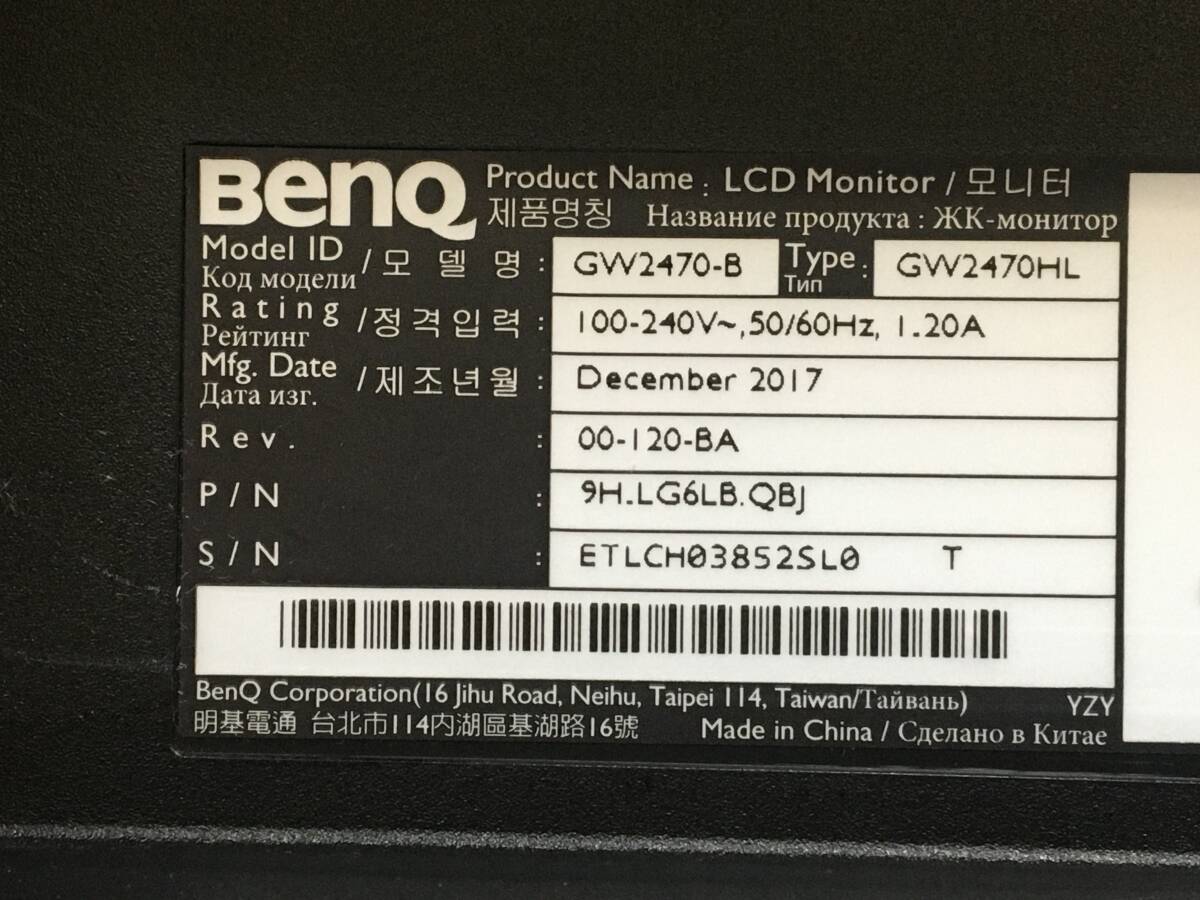 BenQ Product Name : LCD Monitor / 모니터
제품명칭 Название продукта : ЖК-монитор
Model ID / 모 델 명 : GW2470-B Type : GW2470HL
Код модели Тип
Rating / 정격입력 : 100-240V~,50/60Hz, 1.20A
Рейтинг
Mfg. Date / 제조년월 : December 2017
Дата изг.
Rev. : 00-120-BA
P/N : 9H.LG6LB.QBJ
S/N : ETLCH03852SL0 T
BenQ Corporation(16 Jihu Road, Neihu, Taipei 114, Taiwan/Тайвань) YZY
明基電通 台北市114内湖區基湖路16號 Made in China / Сделано в Китае